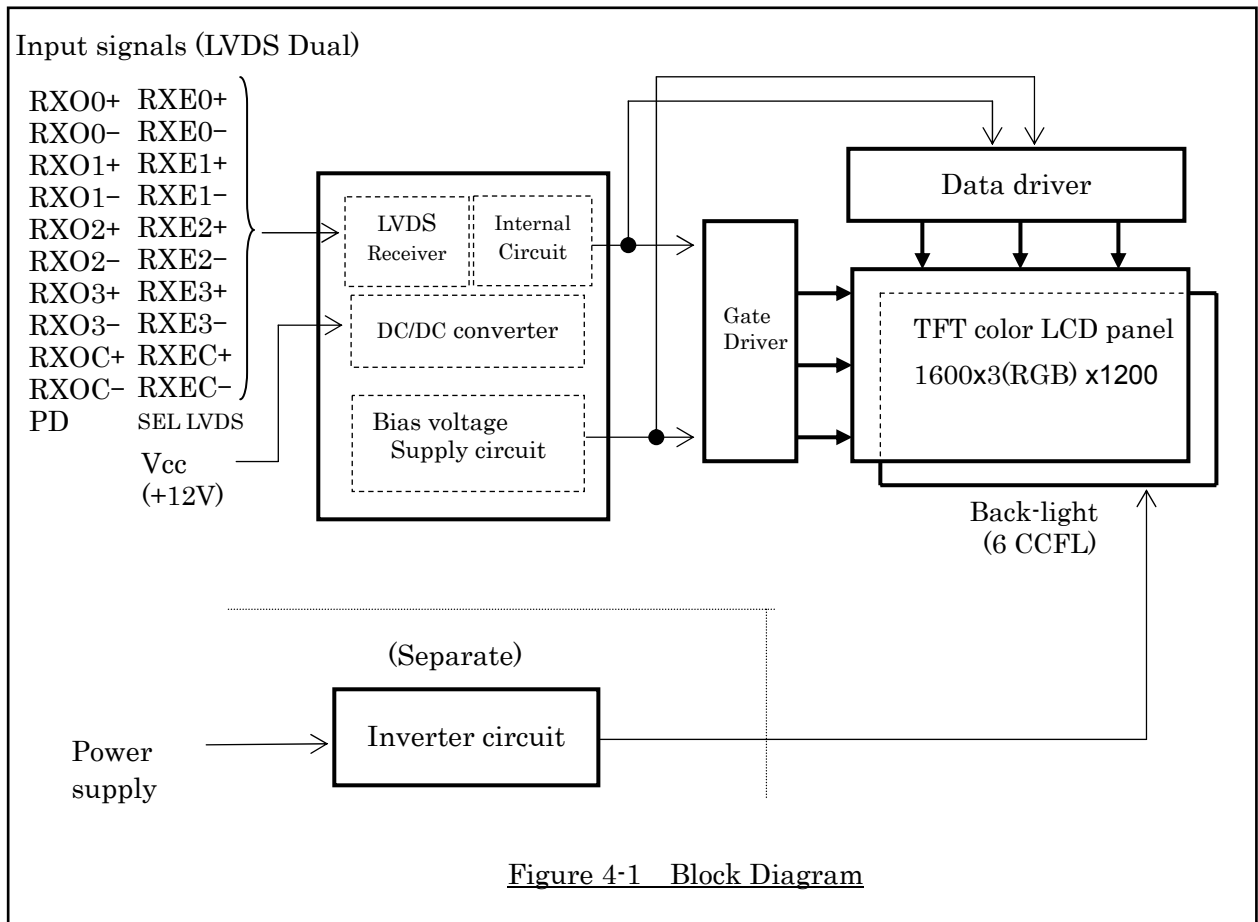 Input signals (LVDS Dual)
RXO0+ RXE0+
RXO0− RXE0−
RXO1+ RXE1+
RXO1− RXE1−
RXO2+ RXE2+
RXO2− RXE2−
RXO3+ RXE3+
RXO3− RXE3−
RXOC+ RXEC+
RXOC− RXEC−
PD SEL LVDS
Vcc
(+12V)
LVDS
Receiver
Internal
Circuit
DC/DC converter
Bias voltage
Supply circuit
Gate
Driver
Data driver
TFT color LCD panel
1600x3(RGB) x1200
Back-light
(6 CCFL)
(Separate)
Inverter circuit
Power
supply
Figure 4-1 Block Diagram